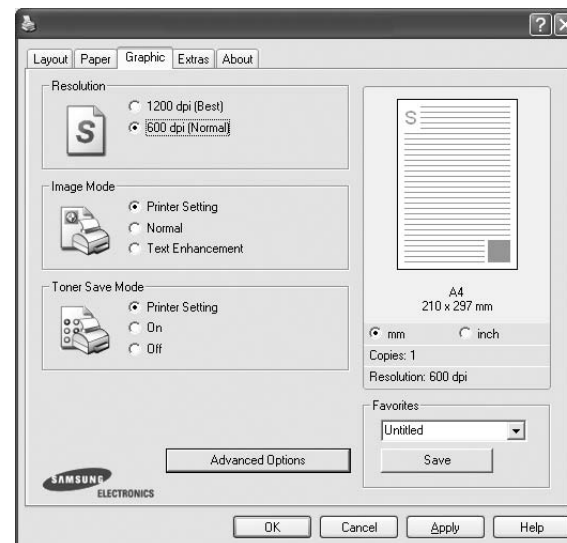 Layout Paper Graphic Extras About
Resolution
1200 dpi (Best)
600 dpi (Normal)
S
Image Mode
Printer Setting
Normal
Text Enhancement
Toner Save Mode
Printer Setting
On
Off
Advanced Options
SAMSUNG
ELECTRONICS
S
A4
210 x 297 mm
mm inch
Copies: 1
Resolution: 600 dpi
Favorites
Untitled
Save
OK Cancel Apply Help